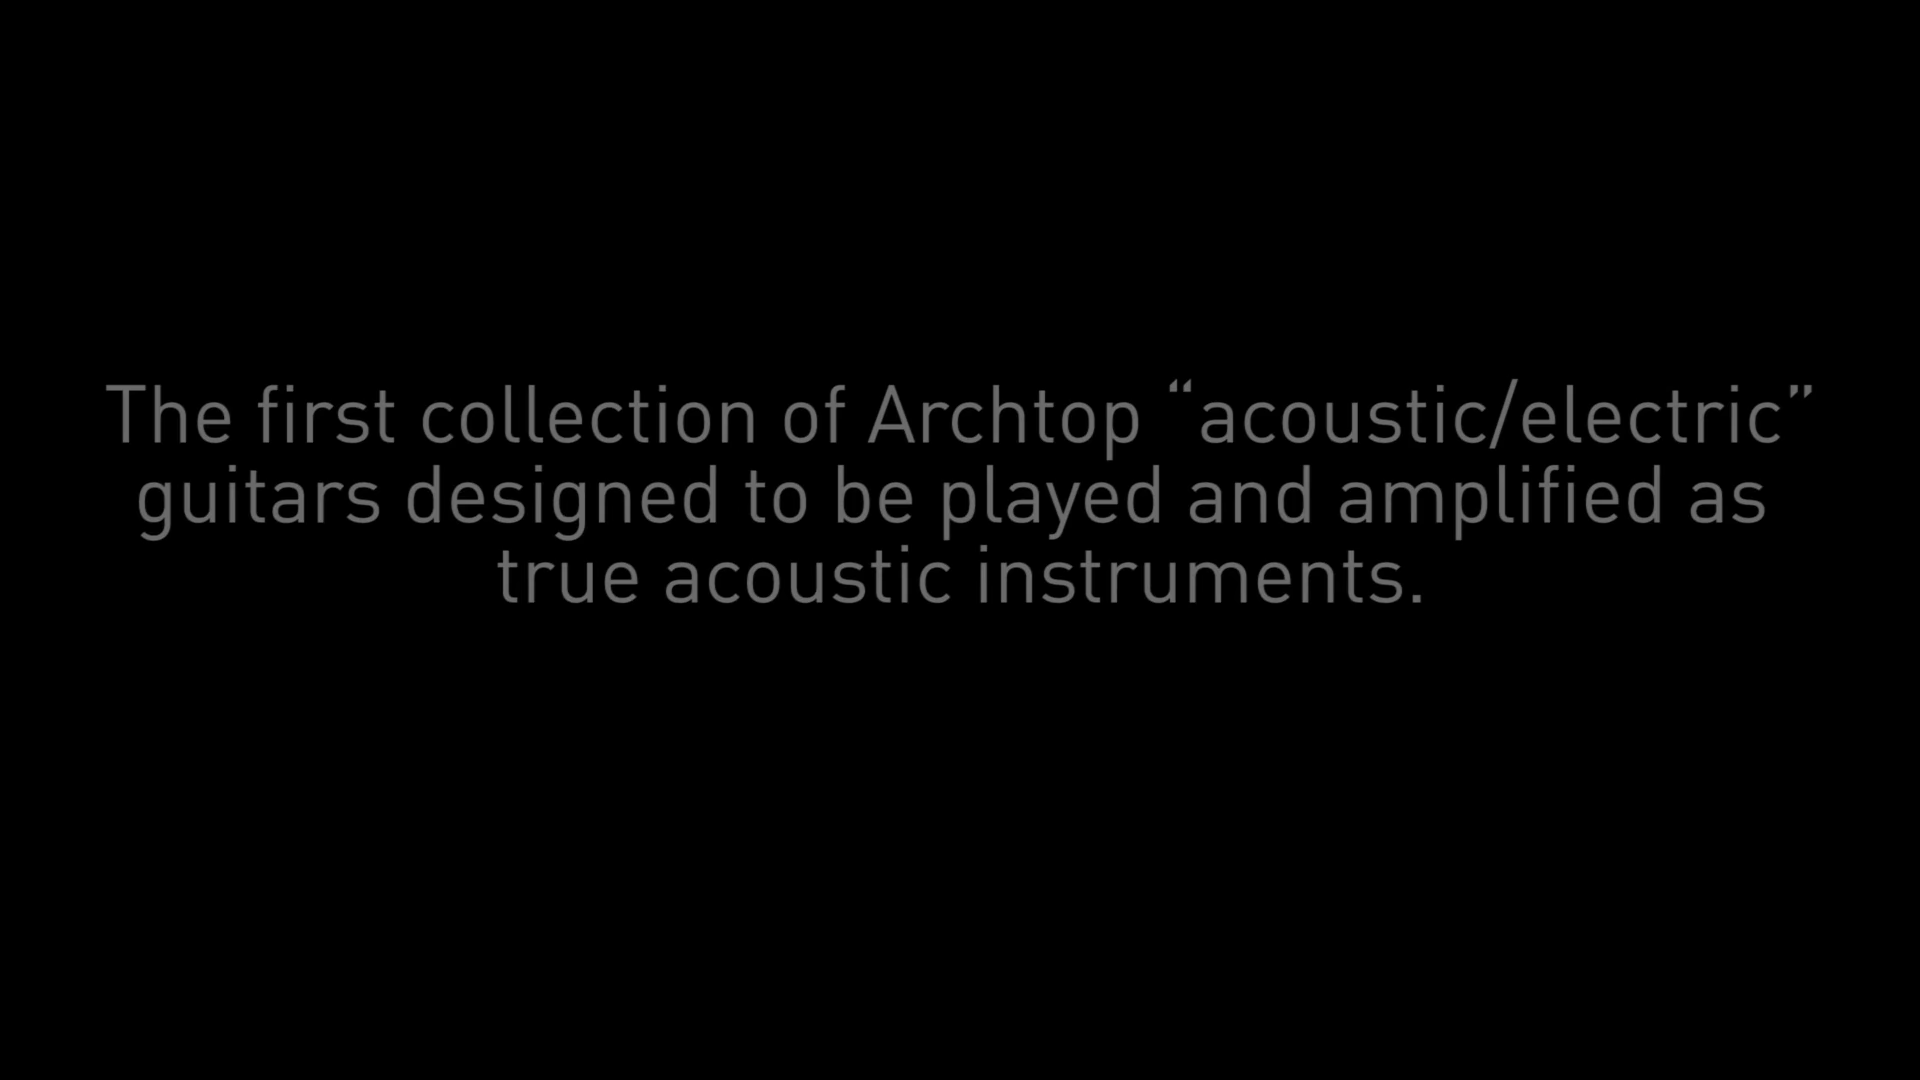 The first collection of Archtop “acoustic/electric”
guitars designed to be played and amplified as
true acoustic instruments.